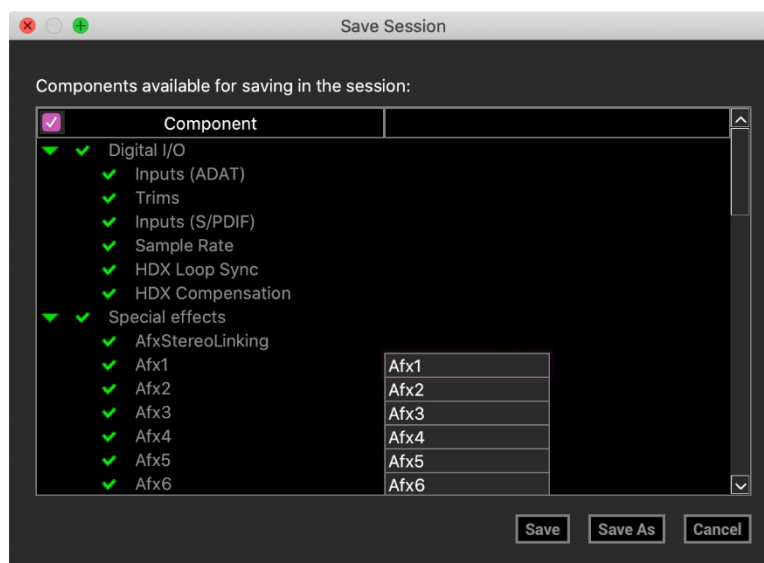 Save Session
Components available for saving in the session:
Component
Digital I/O
Inputs (ADAT)
Trims
Inputs (S/PDIF)
Sample Rate
HDX Loop Sync
HDX Compensation
Special effects
AfxStereoLinking
Afx1 Afx1
Afx2 Afx2
Afx3 Afx3
Afx4 Afx4
Afx5 Afx5
Afx6 Afx6
Save Save As Cancel